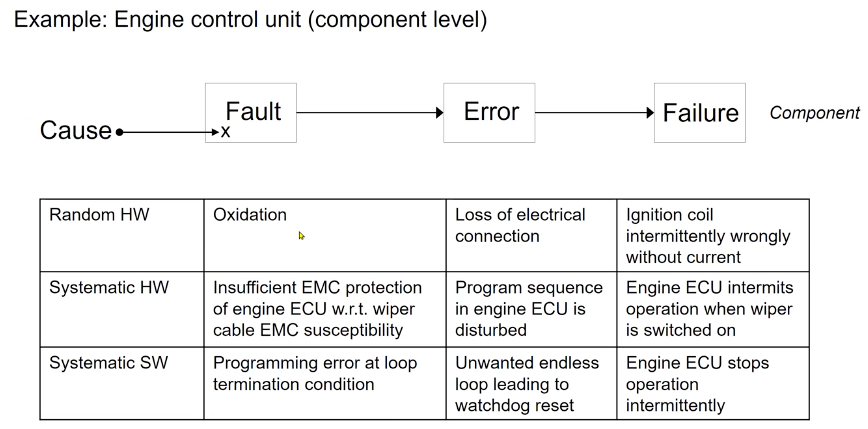 Example: Engine control unit (component level)
Cause
x
Fault
Error
Failure
Component
Random HW
Oxidation
Loss of electrical
connection
Ignition coil
intermittently wrongly
without current
Systematic HW
Insufficient EMC protection
of engine ECU w.r.t. wiper
cable EMC susceptibility
Program sequence
in engine ECU is
disturbed
Engine ECU intermits
operation when wiper
is switched on
Systematic SW
Programming error at loop
termination condition
Unwanted endless
loop leading to
watchdog reset
Engine ECU stops
operation
intermittently